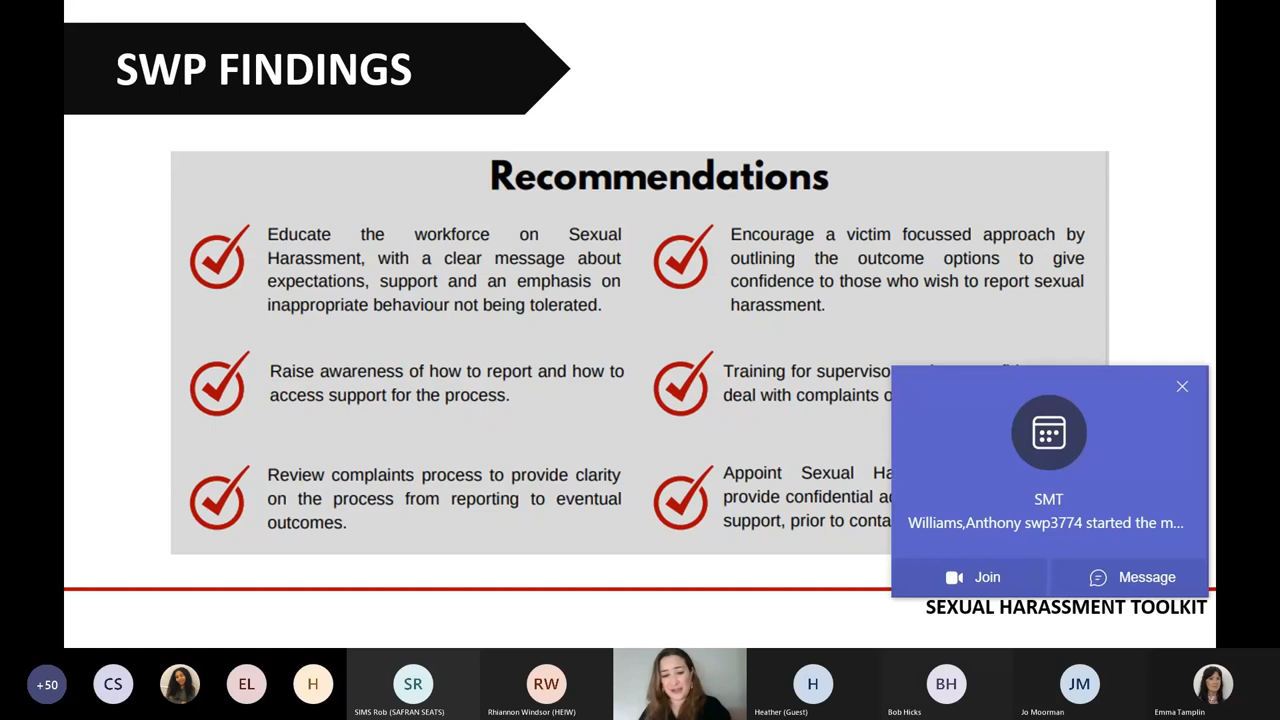 SWP FINDINGS
Recommendations
Educate the workforce on Sexual
Harassment, with a clear message about
expectations, support and an emphasis on
inappropriate behaviour not being tolerated.
Raise awareness of how to report and how to
access support for the process.
Review complaints process to provide clarity
on the process from reporting to eventual
outcomes.
Encourage a victim focussed approach by
outlining the outcome options to give
confidence to those who wish to report sexual
harassment.
Training for
deal with complaints
Appoint Sexual
provide confidential
support, prior to
SMT
Williams,Anthony swp3774 started the m...
Join
Message
SEXUAL HARASSMENT TOOLKIT
+50
CS
EL
H
SR
SIMS Rob (SAFRAN SEATS)
RW
Rhiannon Windsor (HEIW)
H
Heather (Guest)
BH
Bob Hicks
JM
Jo Moorman
Emma Tamplin